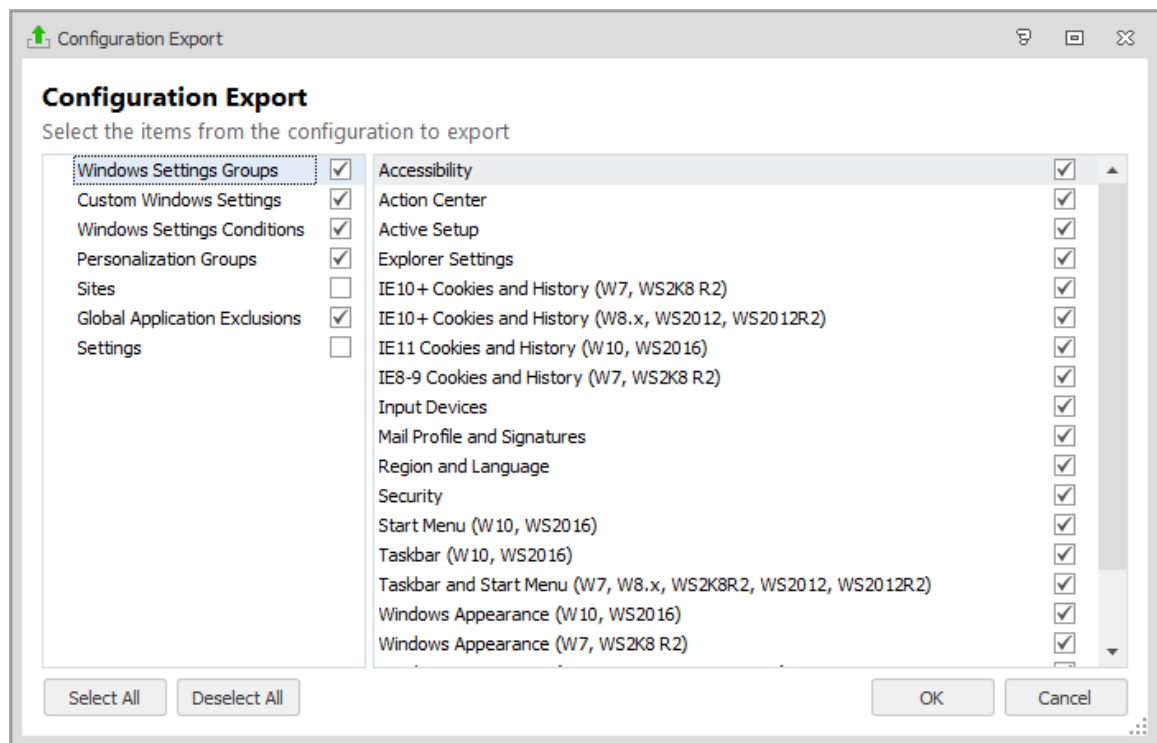 Configuration Export
Configuration Export
Select the items from the configuration to export
Windows Settings Groups
Custom Windows Settings
Windows Settings Conditions
Personalization Groups
Sites
Global Application Exclusions
Settings
Accessibility
Action Center
Active Setup
Explorer Settings
IE10+ Cookies and History (W7, WS2K8 R2)
IE10+ Cookies and History (W8.x, WS2012, WS2012R2)
IE11 Cookies and History (W10, WS2016)
IE8-9 Cookies and History (W7, WS2K8 R2)
Input Devices
Mail Profile and Signatures
Region and Language
Security
Start Menu (W10, WS2016)
Taskbar (W10, WS2016)
Taskbar and Start Menu (W7, W8.x, WS2K8R2, WS2012, WS2012R2)
Windows Appearance (W10, WS2016)
Windows Appearance (W7, WS2K8 R2)
Select All
Deselect All
OK
Cancel